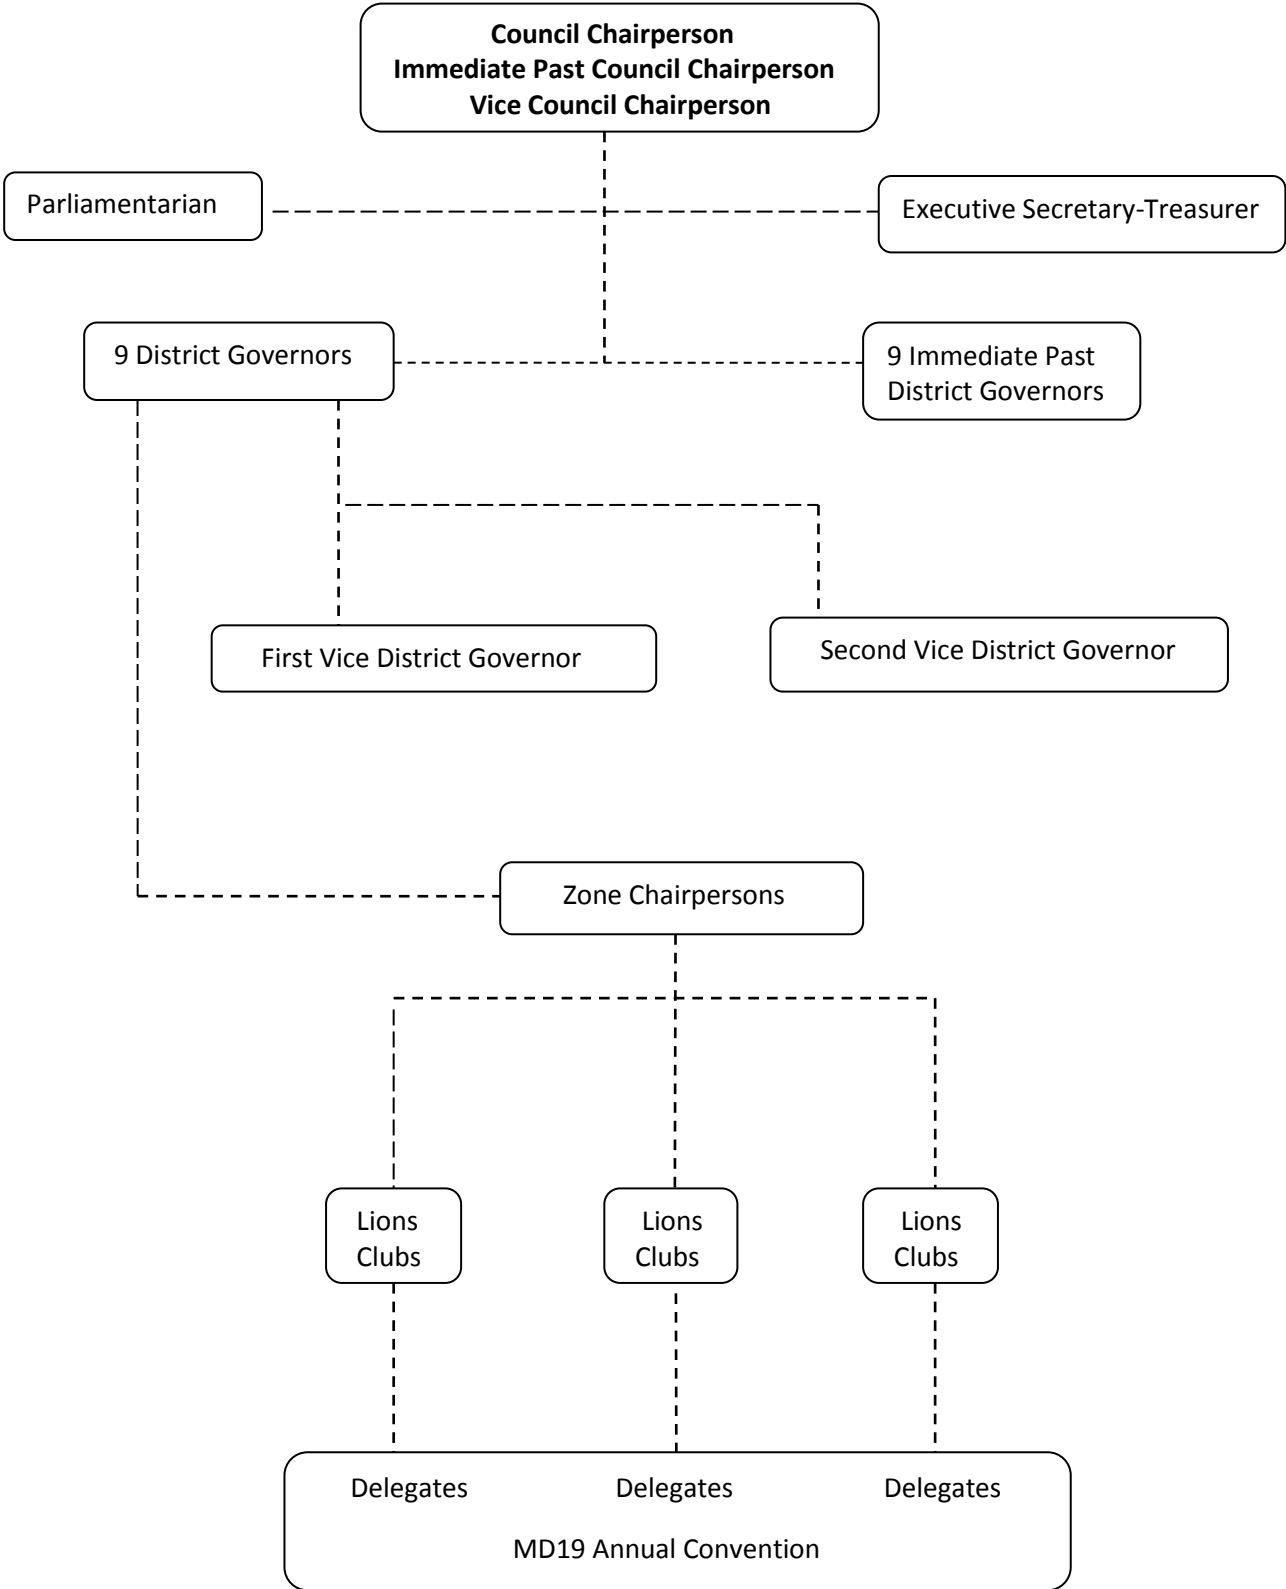 Council Chairperson
Immediate Past Council Chairperson
Vice Council Chairperson
Parliamentarian
Executive Secretary-Treasurer
9 District Governors
9 Immediate Past
District Governors
First Vice District Governor
Second Vice District Governor
Zone Chairpersons
Lions
Clubs
Lions
Clubs
Lions
Clubs
Delegates
Delegates
Delegates
MD19 Annual Convention